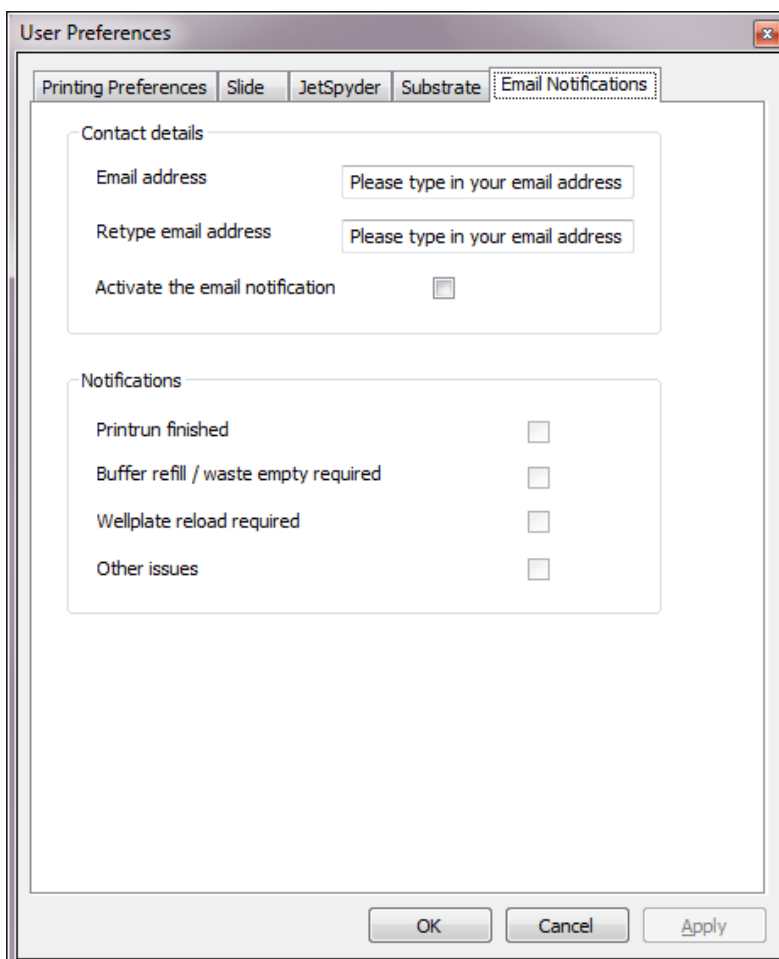 User Preferences
Printing Preferences Slide JetSpyder Substrate Email Notifications
Contact details
Email address Please type in your email address
Retype email address Please type in your email address
Activate the email notification
Notifications
Printrun finished
Buffer refill / waste empty required
Wellplate reload required
Other issues
OK Cancel Apply